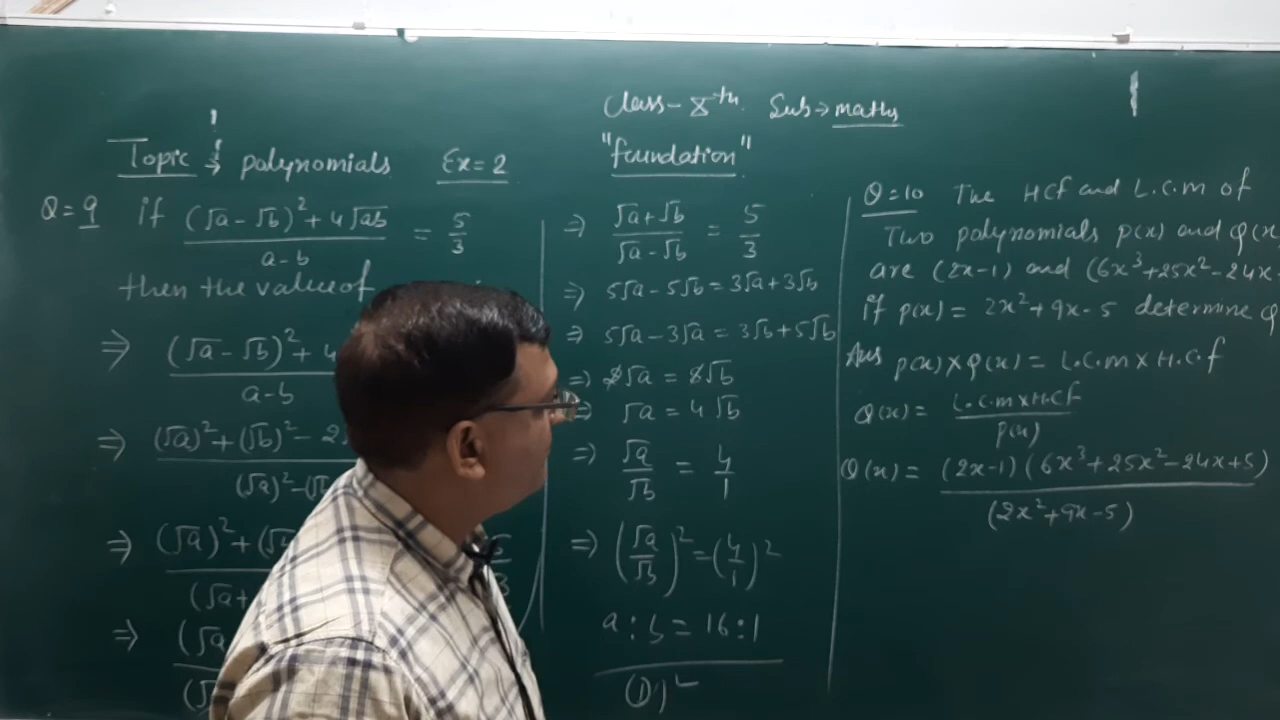 Class - Xth Sub → maths
"foundation"
Topic → polynomials Ex = 2
Q = 9 if ((√a - √b)² + 4√ab)/(a - b) = 5/3
then the value of
⇒ ((√a - √b)² + 4)/(a - b)
⇒ ((√a)² + (√b)² - 2)/((√a)² - (√
⇒ ((√a)² + (√
(√a +
⇒ (√a
(√
⇒ (√a + √b)/(√a - √b) = 5/3
⇒ 5√a - 5√b = 3√a + 3√b
⇒ 5√a - 3√a = 3√b + 5√b
⇒ 2√a = 8√b
⇒ √a = 4√b
⇒ √a/√b = 4/1
⇒ (√a/√b)² = (4/1)²
a : b = 16 : 1
Q = 10 The HCf and L.C.m of
Two polynomials p(x) and Q(x
are (2x-1) and (6x³ + 25x² - 24x
if p(x) = 2x² + 9x - 5 determine Q
Ans p(x) × Q(x) = L.C.m × H.C.f
Q(x) = (L.C.m × HCf)/p(x)
Q(x) = ((2x-1)(6x³ + 25x² - 24x + 5))/(2x² + 9x - 5)